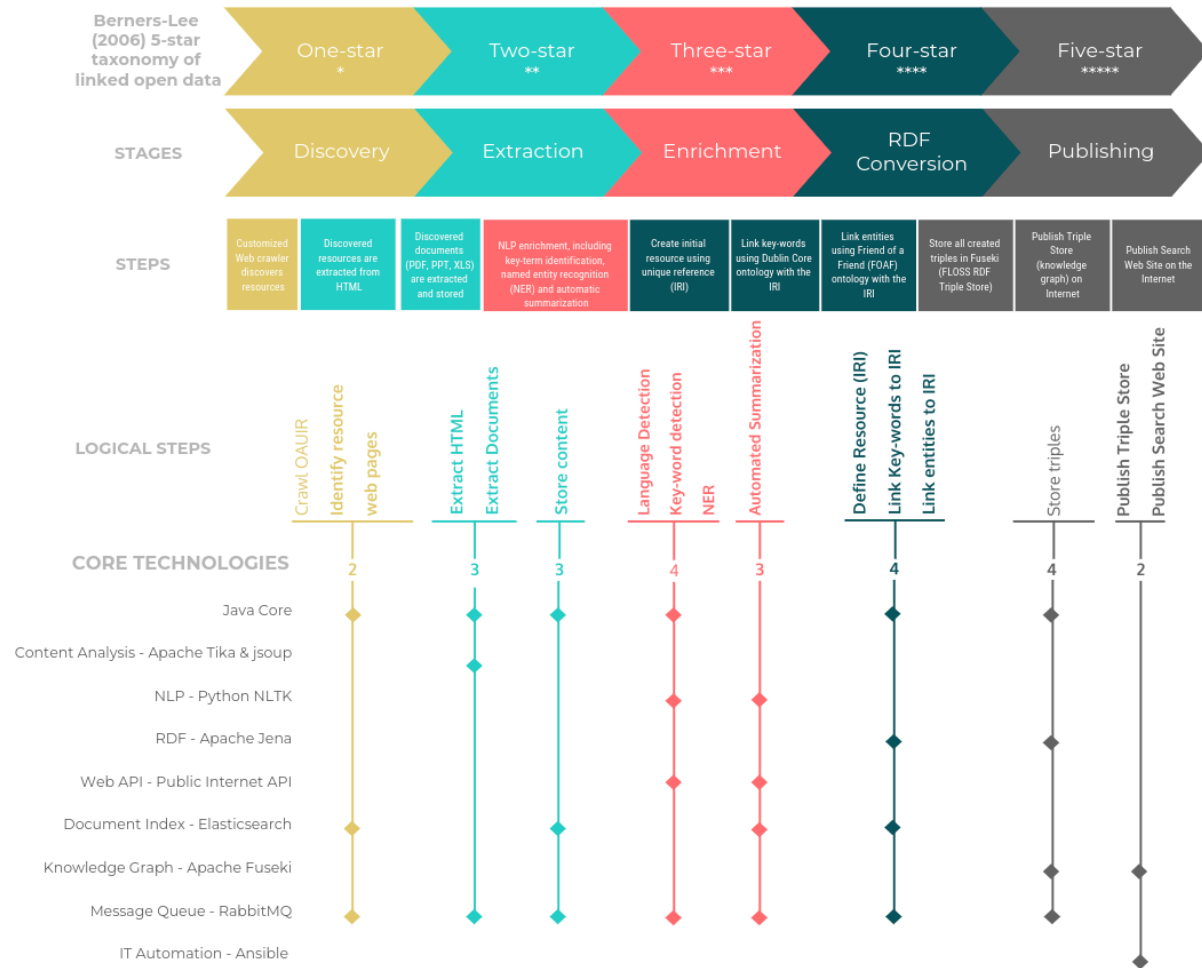 Berners-Lee
(2006) 5-star
taxonomy of
linked open data
One-star
*
Two-star
**
Three-star
***
Four-star
****
Five-star
*****
STAGES
Discovery
Extraction
Enrichment
RDF
Conversion
Publishing
STEPS
Customized
Web crawler
discovers
resources
Discovered
resources are
extracted from
HTML
Discovered
documents
(PDF, PPT, XLS)
are extracted
and stored
NLP enrichment, including
key-term identification,
named entity recognition
(NER) and automatic
summarization
Create initial
resource using
unique reference
(IRI)
Link key-words
using Dublin Core
ontology with the
IRI
Link entities
using Friend of a
Friend (FOAF)
ontology with the
IRI
Store all created
triples in Fuseki
(FLOSS RDF
Triple Store)
Publish Triple
Store
(knowledge
graph) on
Internet
Publish Search
Web Site on the
Internet
LOGICAL STEPS
Crawl OAUIR
Identify resource
web pages
Extract HTML
Extract Documents
Store content
Language Detection
Key-word detection
NER
Automated Summarization
Define Resource (IRI)
Link Key-words to IRI
Link entities to IRI
Store triples
Publish Triple Store
Publish Search Web Site
CORE TECHNOLOGIES
2
3
3
4
3
4
4
2
Java Core
Content Analysis - Apache Tika & jsoup
NLP - Python NLTK
RDF - Apache Jena
Web API - Public Internet API
Document Index - Elasticsearch
Knowledge Graph - Apache Fuseki
Message Queue - RabbitMQ
IT Automation - Ansible